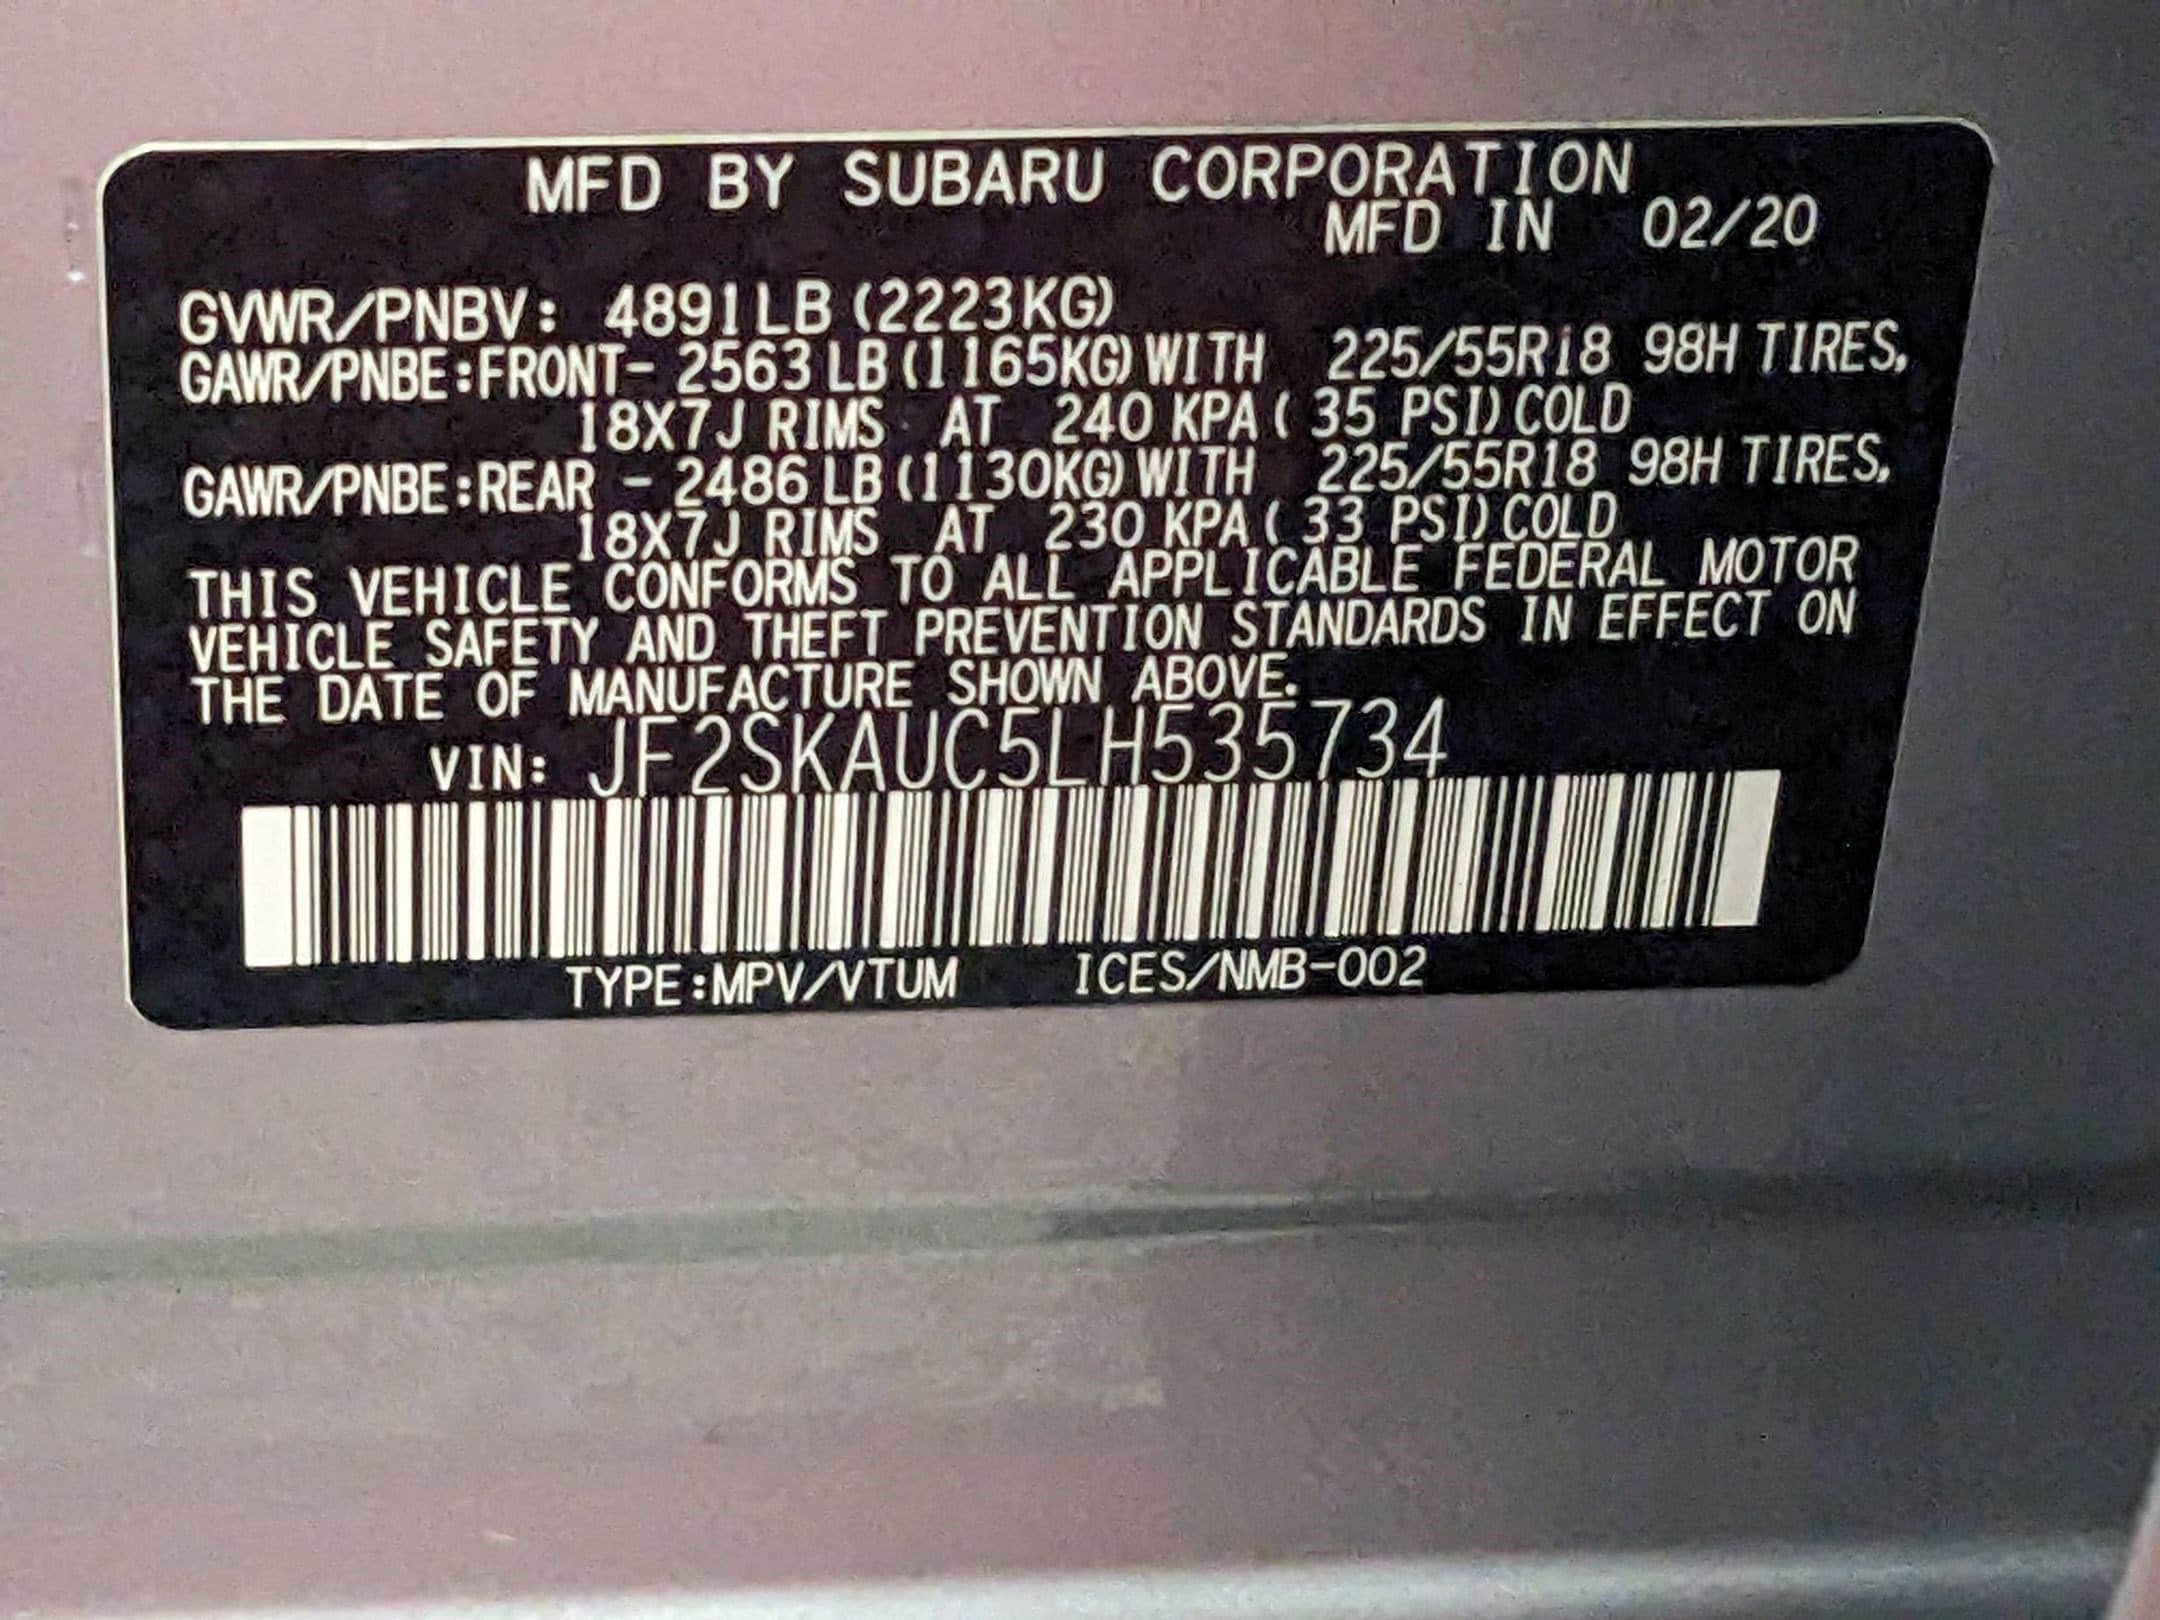 MFD BY SUBARU CORPORATION
MFD IN 02/20
GVWR/PNBV: 4891LB (2223KG)
GAWR/PNBE:FRONT- 2563 LB (1165KG) WITH 225/55R18 98H TIRES,
18X7J RIMS AT 240 KPA ( 35 PSI) COLD
GAWR/PNBE:REAR - 2486 LB (1130KG) WITH 225/55R18 98H TIRES,
18X7J RIMS AT 230 KPA ( 33 PSI) COLD
THIS VEHICLE CONFORMS TO ALL APPLICABLE FEDERAL MOTOR
VEHICLE SAFETY AND THEFT PREVENTION STANDARDS IN EFFECT ON
THE DATE OF MANUFACTURE SHOWN ABOVE.
VIN: JF2SKAUC5LH535734
TYPE:MPV/VTUM ICES/NMB-002